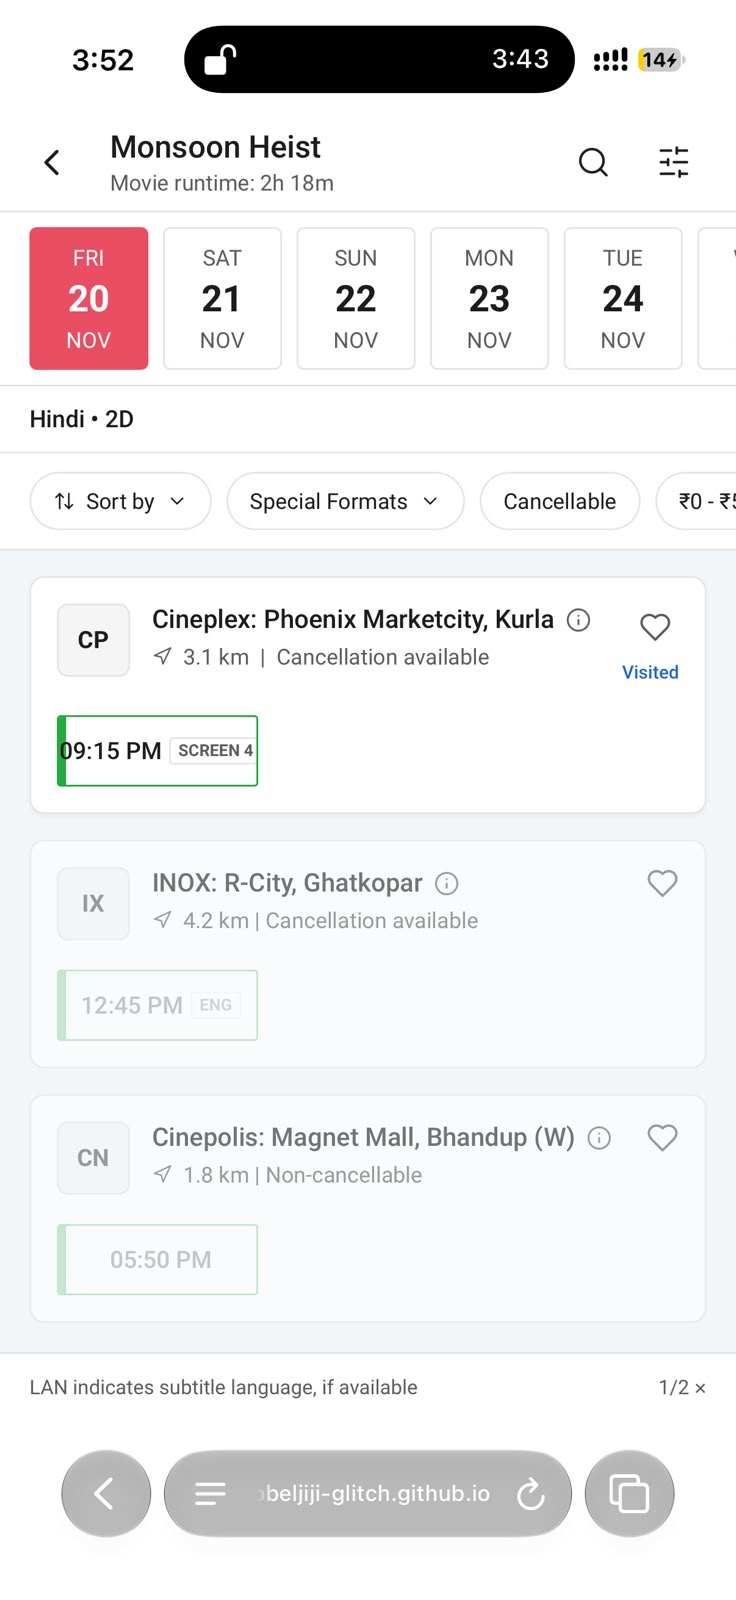 3:52
3:43
14
Monsoon Heist
Movie runtime: 2h 18m
FRI
20
NOV
SAT
21
NOV
SUN
22
NOV
MON
23
NOV
TUE
24
NOV
Hindi • 2D
Sort by
Special Formats
Cancellable
₹0 - ₹5
CP
Cineplex: Phoenix Marketcity, Kurla
3.1 km | Cancellation available
Visited
09:15 PM SCREEN 4
IX
INOX: R-City, Ghatkopar
4.2 km | Cancellation available
12:45 PM ENG
CN
Cinepolis: Magnet Mall, Bhandup (W)
1.8 km | Non-cancellable
05:50 PM
LAN indicates subtitle language, if available
1/2 ×
beljiji-glitch.github.io